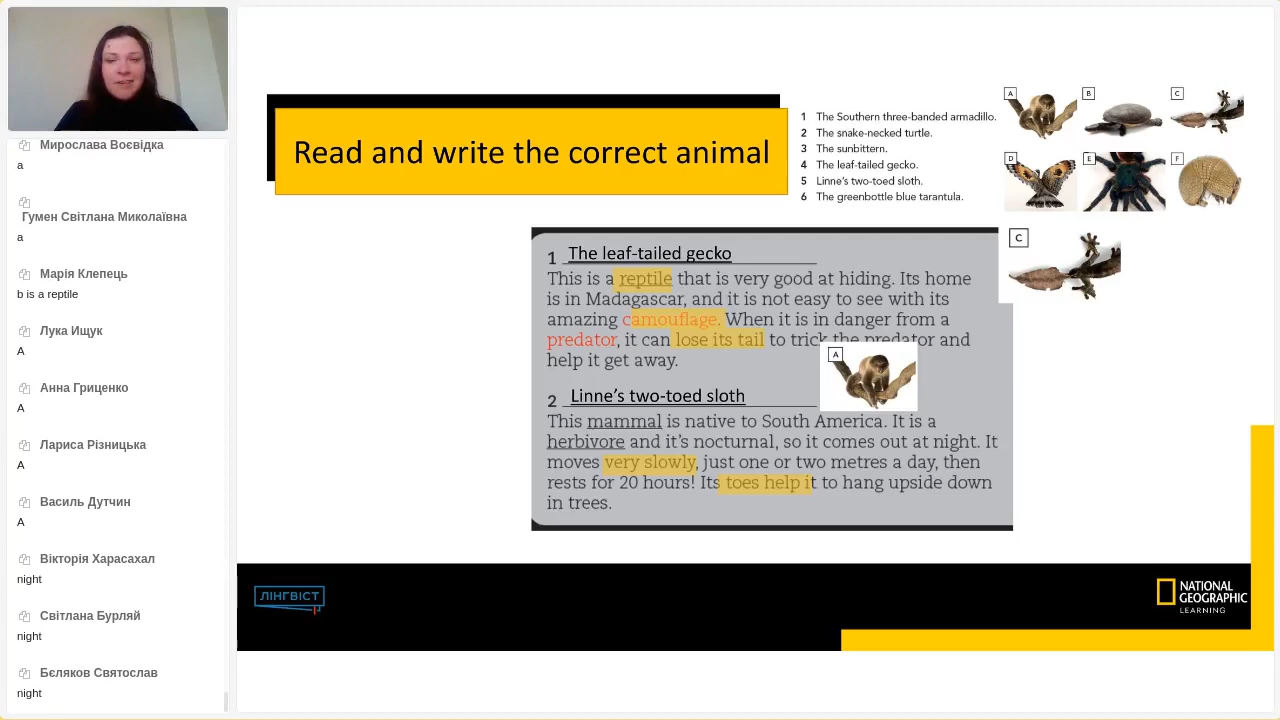 Мирослава Воєвідка
a
Гумен Світлана Миколаївна
a
Марія Клепець
b is a reptile
Лука Ищук
A
Анна Гриценко
A
Лариса Різницька
A
Василь Дутчин
A
Вікторія Харасахал
night
Світлана Бурляй
night
Бєляков Святослав
night
Read and write the correct animal
1 The Southern three-banded armadillo.
2 The snake-necked turtle.
3 The sunbittern.
4 The leaf-tailed gecko.
5 Linne's two-toed sloth.
6 The greenbottle blue tarantula.
A
B
C
D
E
F
C
1 The leaf-tailed gecko
This is a reptile that is very good at hiding. Its home
is in Madagascar, and it is not easy to see with its
amazing camouflage. When it is in danger from a
predator, it can lose its tail to trick the predator and
help it get away.
A
2 Linne's two-toed sloth
This mammal is native to South America. It is a
herbivore and it's nocturnal, so it comes out at night. It
moves very slowly, just one or two metres a day, then
rests for 20 hours! Its toes help it to hang upside down
in trees.
ЛІНГВІСТ
NATIONAL
GEOGRAPHIC
LEARNING